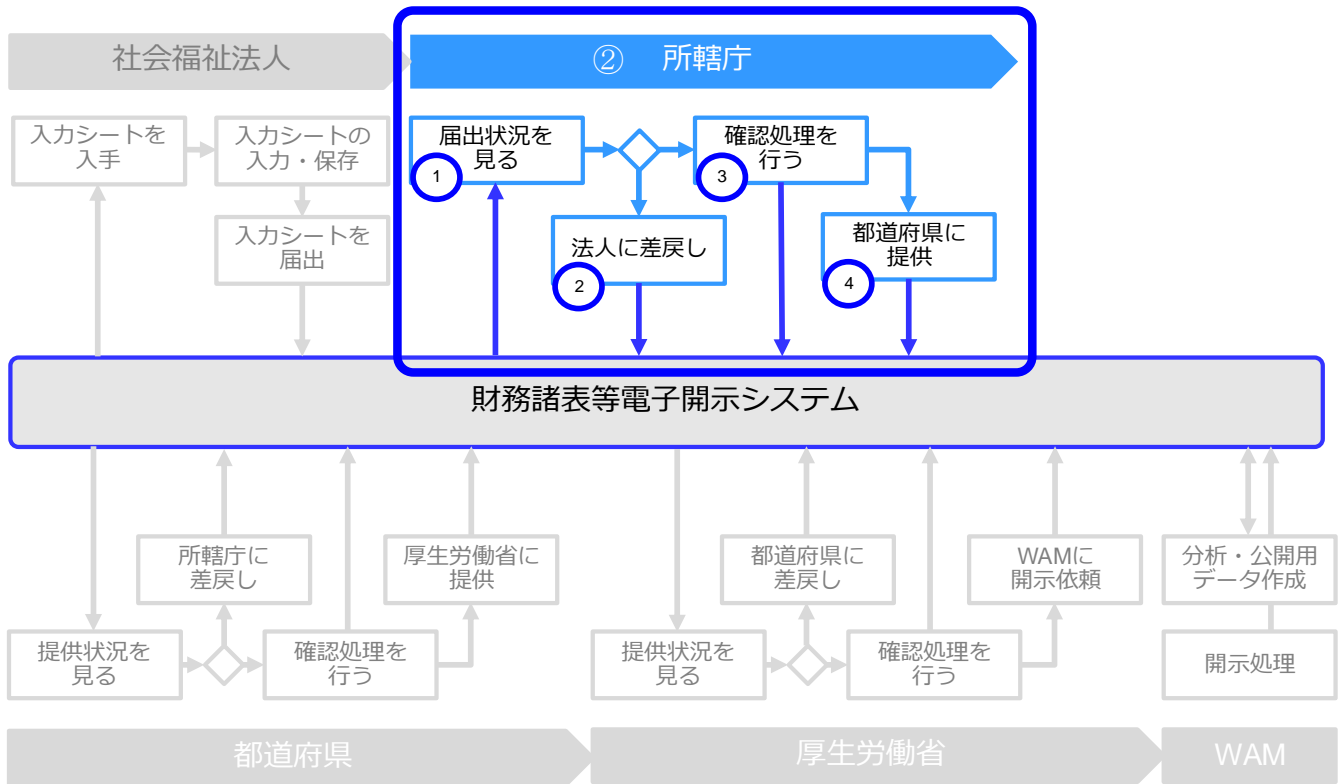 社会福祉法人
② 所轄庁
入力シートを
入手
入力シートの
入力・保存
入力シートを
届出
届出状況を
見る
1
確認処理を
行う
3
法人に差戻し
2
都道府県に
提供
4
財務諸表等電子開示システム
所轄庁に
差戻し
厚生労働省に
提供
提供状況を
見る
確認処理を
行う
都道府県に
差戻し
WAMに
開示依頼
分析・公開用
データ作成
提供状況を
見る
確認処理を
行う
開示処理
都道府県
厚生労働省
WAM